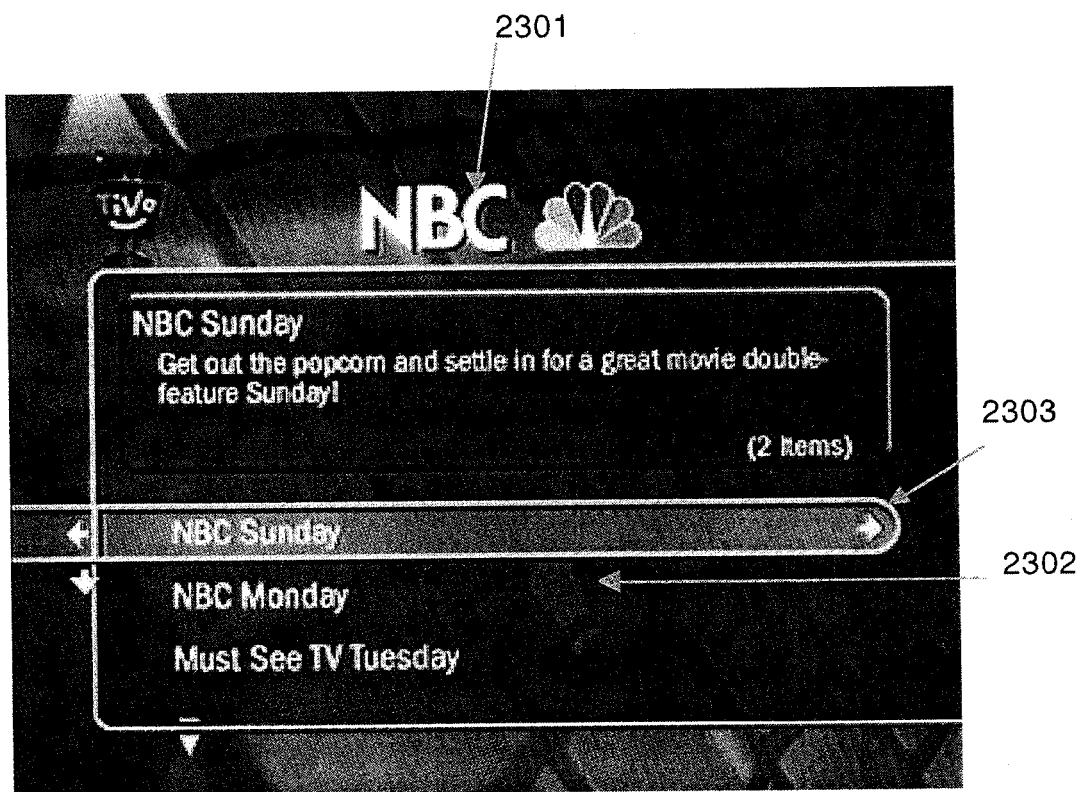 2301
TiVo
NBC
NBC Sunday
Get out the popcorn and settle in for a great movie double-
feature Sunday!
(2 Items)
2303
NBC Sunday
2302
NBC Monday
Must See TV Tuesday